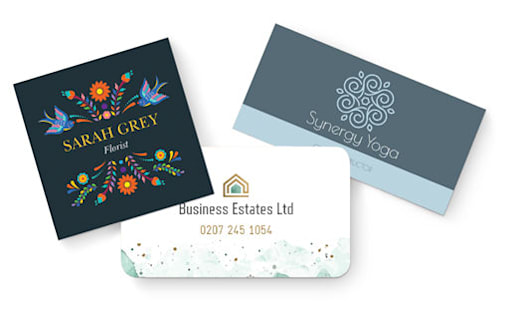 SARAH GREY
Florist
Synergy Yoga
Business Estates Ltd
0207 245 1054